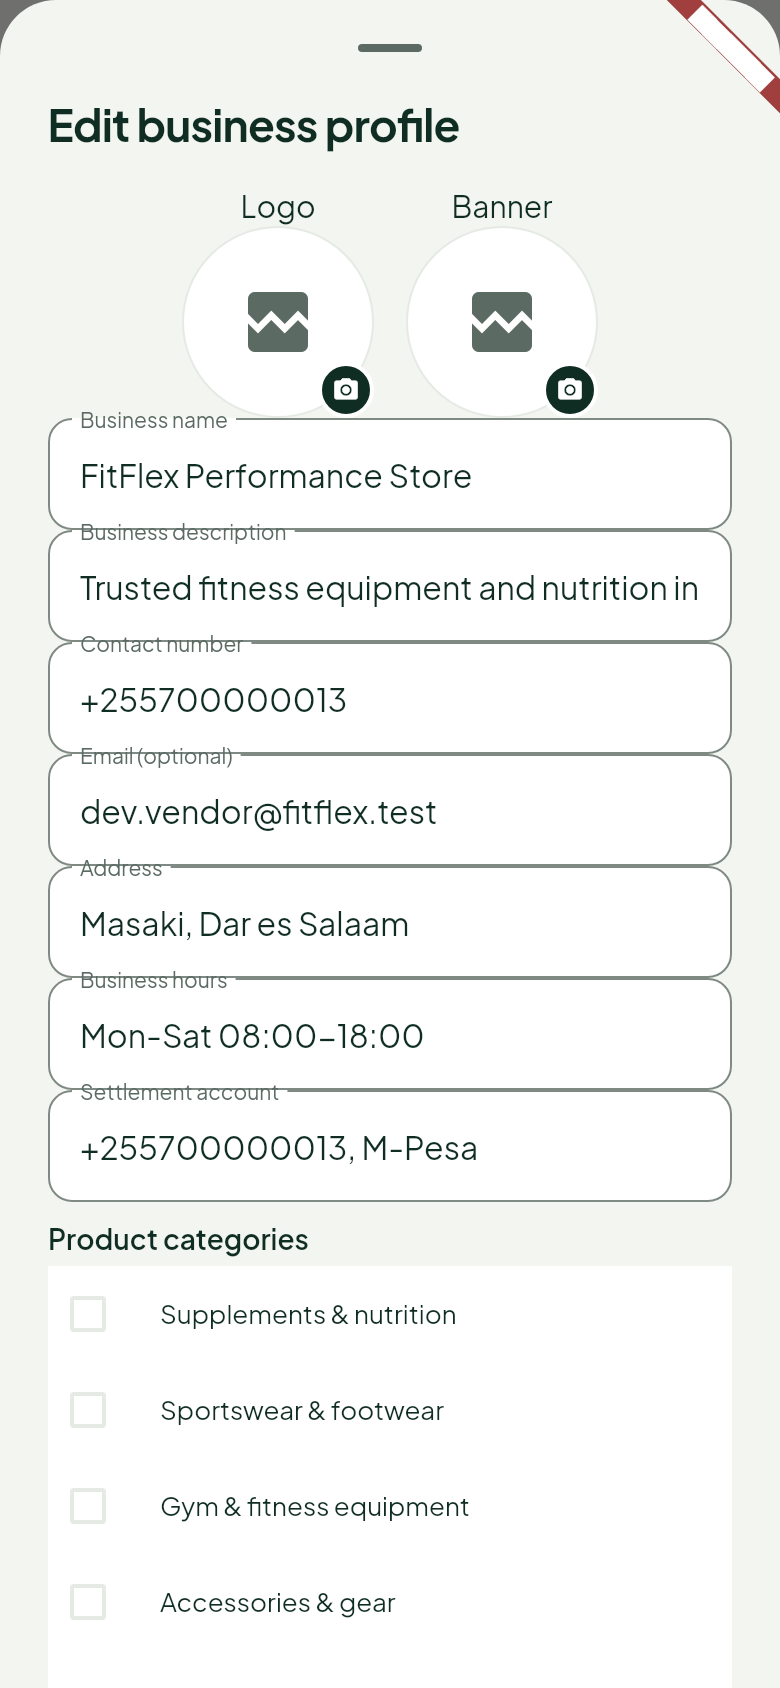 Edit business profile
Logo
Banner
Business name
FitFlex Performance Store
Business description
Trusted fitness equipment and nutrition in
Contact number
+255700000013
Email (optional)
dev.vendor@fitflex.test
Address
Masaki, Dar es Salaam
Business hours
Mon-Sat 08:00–18:00
Settlement account
+255700000013, M-Pesa
Product categories
Supplements & nutrition
Sportswear & footwear
Gym & fitness equipment
Accessories & gear